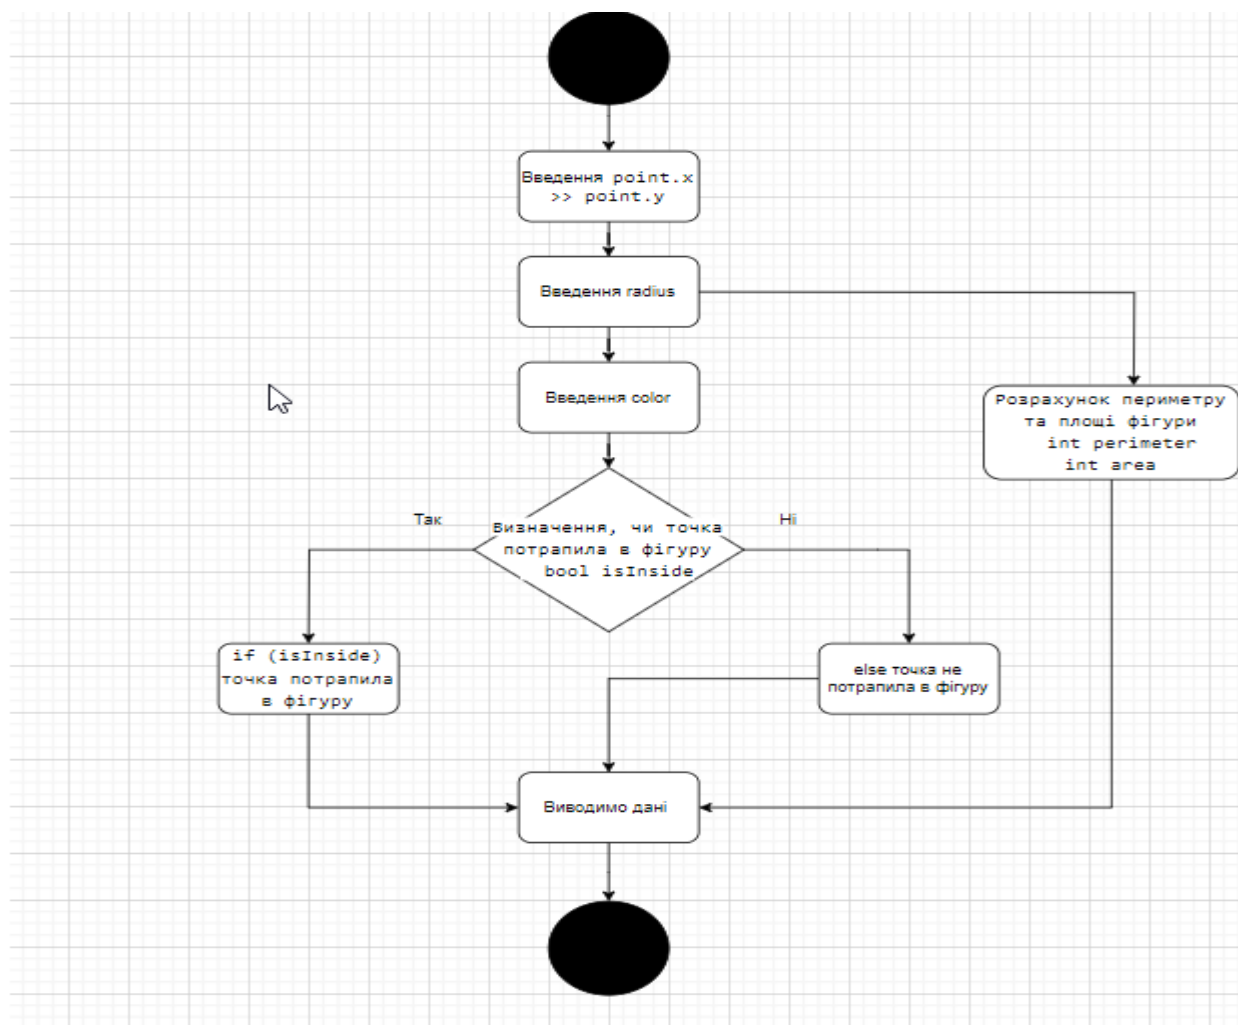 Введення point.x
>> point.y
Введення radius
Введення color
Розрахунок периметру
та площі фігури
int perimeter
int area
Так
Ні
Визначення, чи точка
потрапила в фігуру
bool isInside
if (isInside)
точка потрапила
в фігуру
else точка не
потрапила в фігуру
Виводимо дані